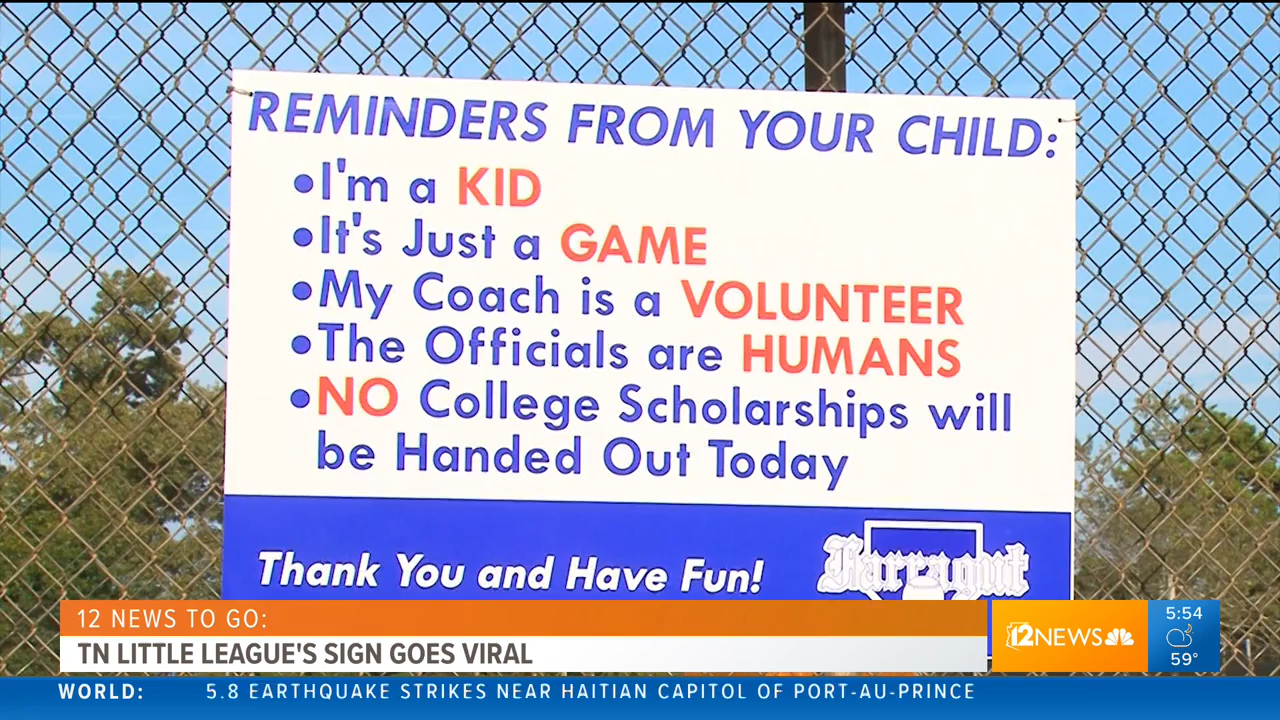 REMINDERS FROM YOUR CHILD:
•I'm a KID
•It's Just a GAME
•My Coach is a VOLUNTEER
•The Officials are HUMANS
•NO College Scholarships will
be Handed Out Today
Thank You and Have Fun!
Farragut
12 NEWS TO GO:
TN LITTLE LEAGUE'S SIGN GOES VIRAL
12NEWS
5:54
59°
WORLD: 5.8 EARTHQUAKE STRIKES NEAR HAITIAN CAPITOL OF PORT-AU-PRINCE